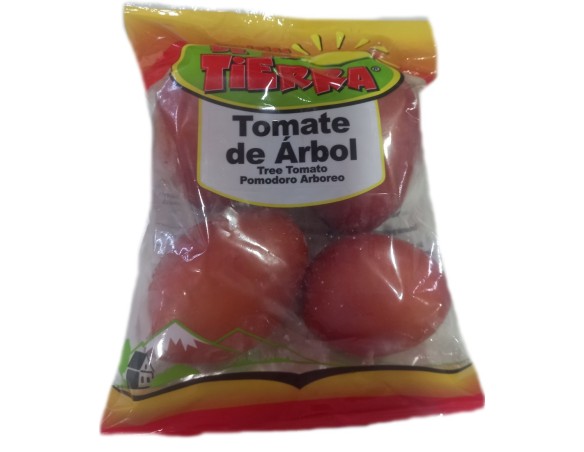 TIERRA®
Tomate
de Árbol
Tree Tomato
Pomodoro Arboreo